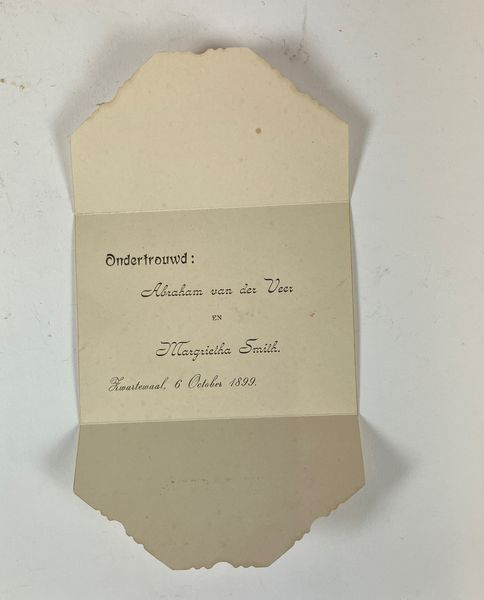 Ondertrouwd:
Abraham van der Veer
EN
Margrietha Smith.
Zwartewaal, 6 October 1899.